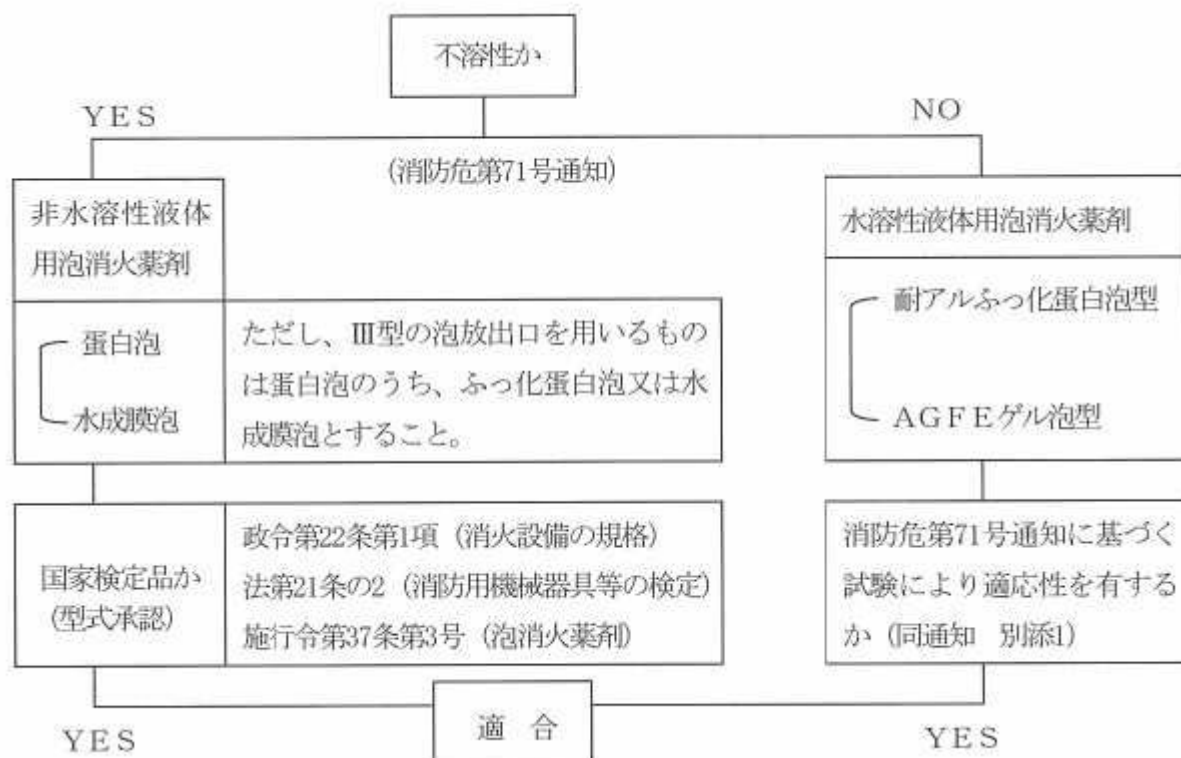 不溶性か
YES
NO
(消防危第71号通知)
非水溶性液体
用泡消火薬剤
蛋白泡
水成膜泡
ただし、Ⅲ型の泡放出口を用いるもの
は蛋白泡のうち、ふっ化蛋白泡又は水
成膜泡とすること。
水溶性液体用泡消火薬剤
耐アルふっ化蛋白泡型
AGFEゲル泡型
国家検定品か
(型式承認)
政令第22条第1項(消火設備の規格)
法第21条の2(消防用機械器具等の検定)
施行令第37条第3号(泡消火薬剤)
消防危第71号通知に基づく
試験により適応性を有する
か(同通知 別添1)
YES
適 合
YES